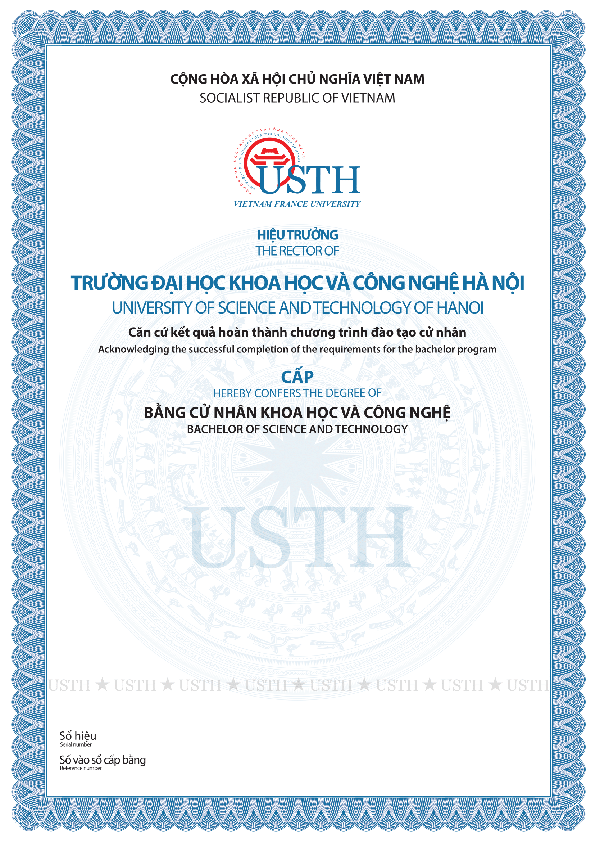 CỘNG HÒA XÃ HỘI CHỦ NGHĨA VIỆT NAM
SOCIALIST REPUBLIC OF VIETNAM
USTH
VIETNAM FRANCE UNIVERSITY
HIỆU TRƯỞNG
THE RECTOR OF
TRƯỜNG ĐẠI HỌC KHOA HỌC VÀ CÔNG NGHỆ HÀ NỘI
UNIVERSITY OF SCIENCE AND TECHNOLOGY OF HANOI
Căn cứ kết quả hoàn thành chương trình đào tạo cử nhân
Acknowledging the successful completion of the requirements for the bachelor program
CẤP
HEREBY CONFERS THE DEGREE OF
BẰNG CỬ NHÂN KHOA HỌC VÀ CÔNG NGHỆ
BACHELOR OF SCIENCE AND TECHNOLOGY
USTH
USTH ★ USTH ★ USTH ★ USTH ★ USTH ★ USTH ★ USTH ★ USTH
Số hiệu
Serial number
Số vào sổ cấp bằng
Reference number